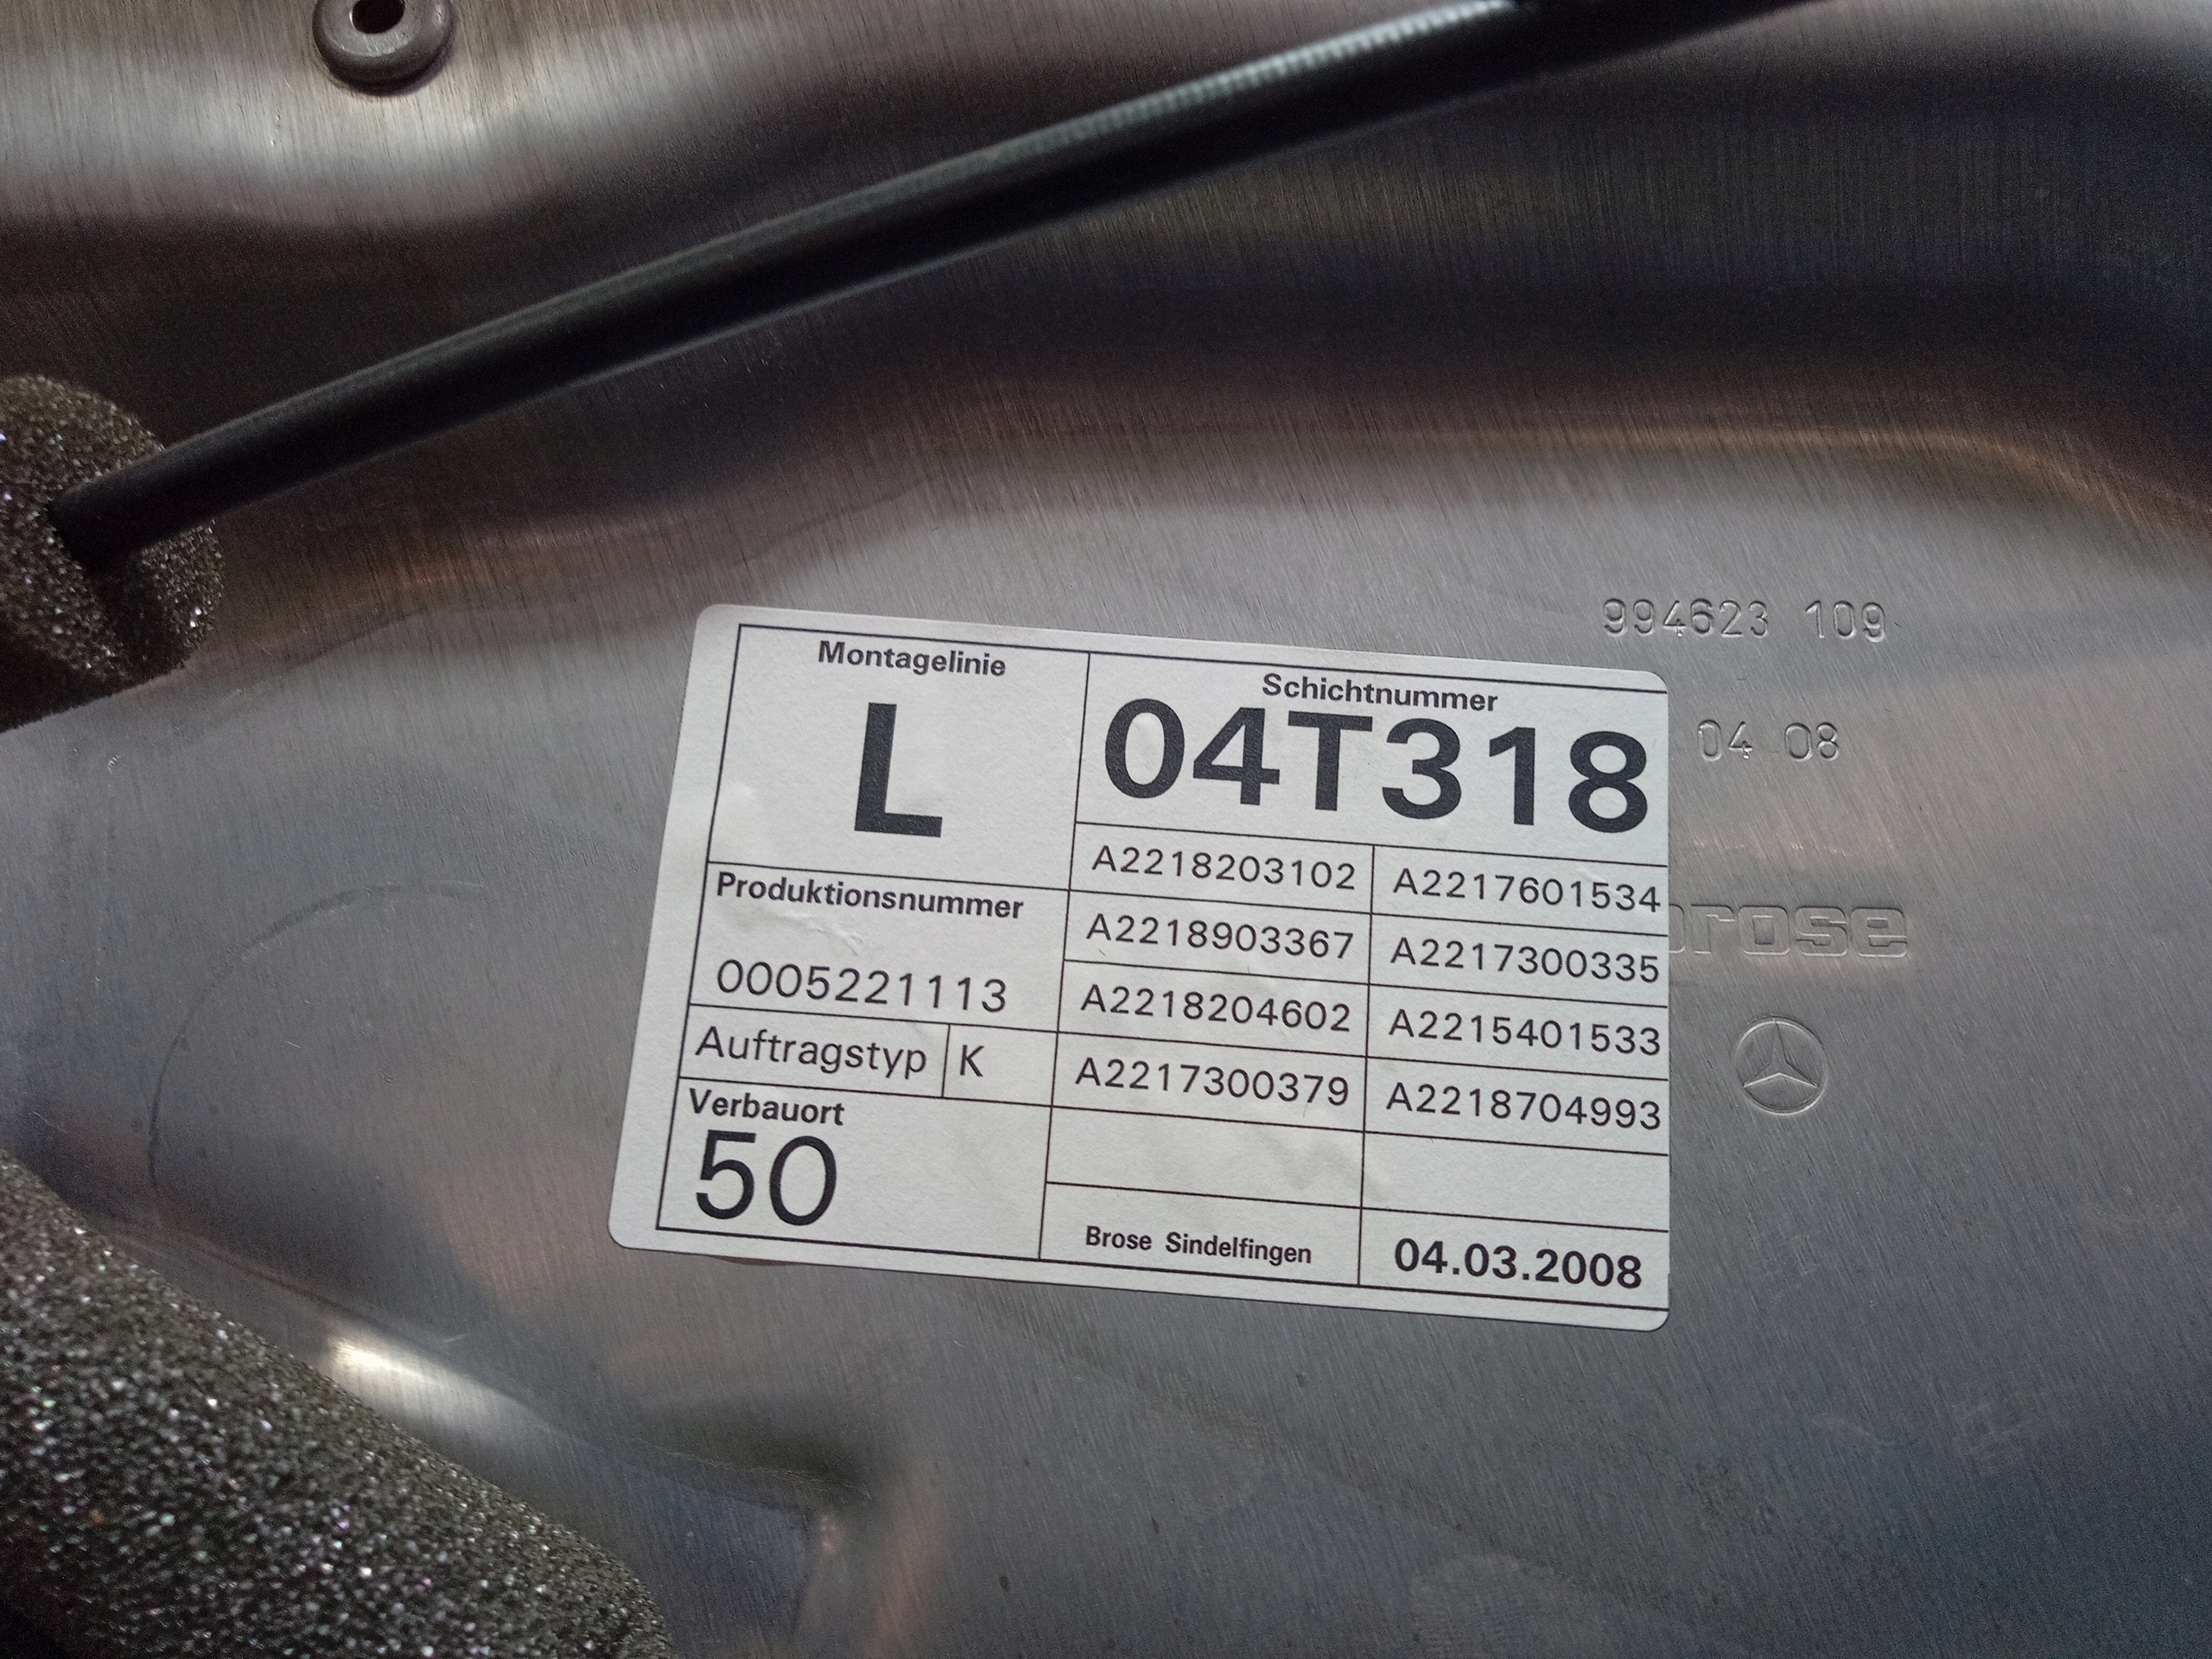 994623 109
04 08
brose
Montagelinie
L
Schichtnummer
04T318
Produktionsnummer
0005221113
Auftragstyp K
Verbauort
50
A2218203102 A2217601534
A2218903367 A2217300335
A2218204602 A2215401533
A2217300379 A2218704993
Brose Sindelfingen 04.03.2008